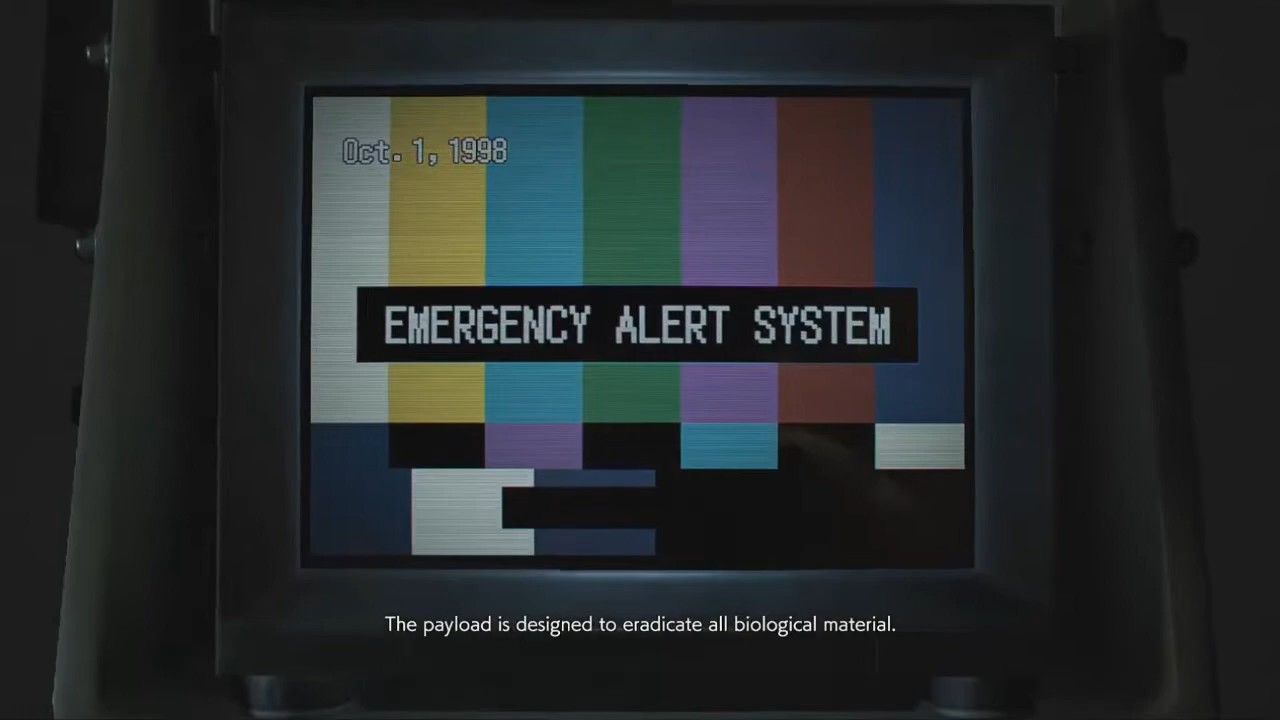 Oct. 1, 1998
EMERGENCY ALERT SYSTEM
The payload is designed to eradicate all biological material.